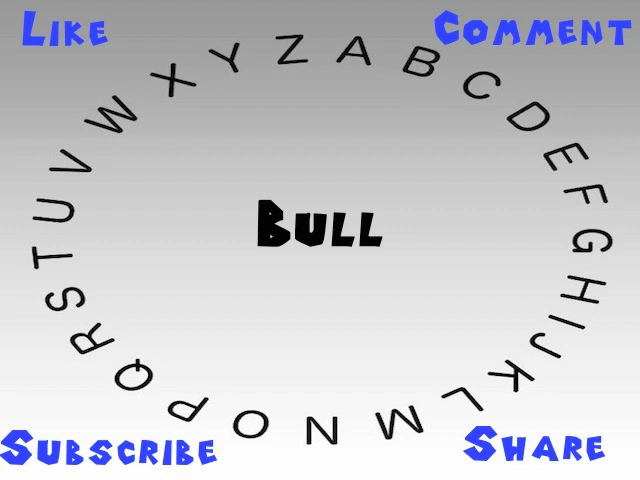 Like
Comment
A B C D E F G H I J K L M N O P Q R S T U V W X Y Z
Bull
Subscribe
Share